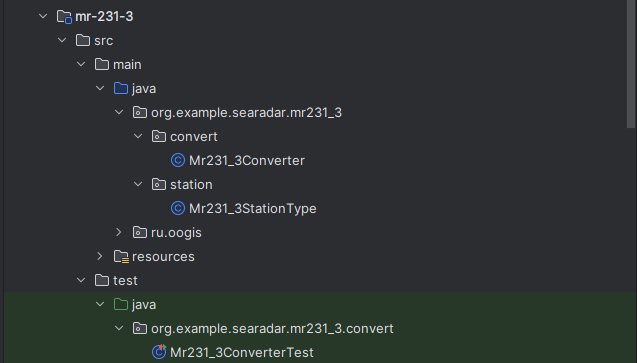 mr-231-3
src
main
java
org.example.searadar.mr231_3
convert
Mr231_3Converter
station
Mr231_3StationType
ru.oogis
resources
test
java
org.example.searadar.mr231_3.convert
Mr231_3ConverterTest